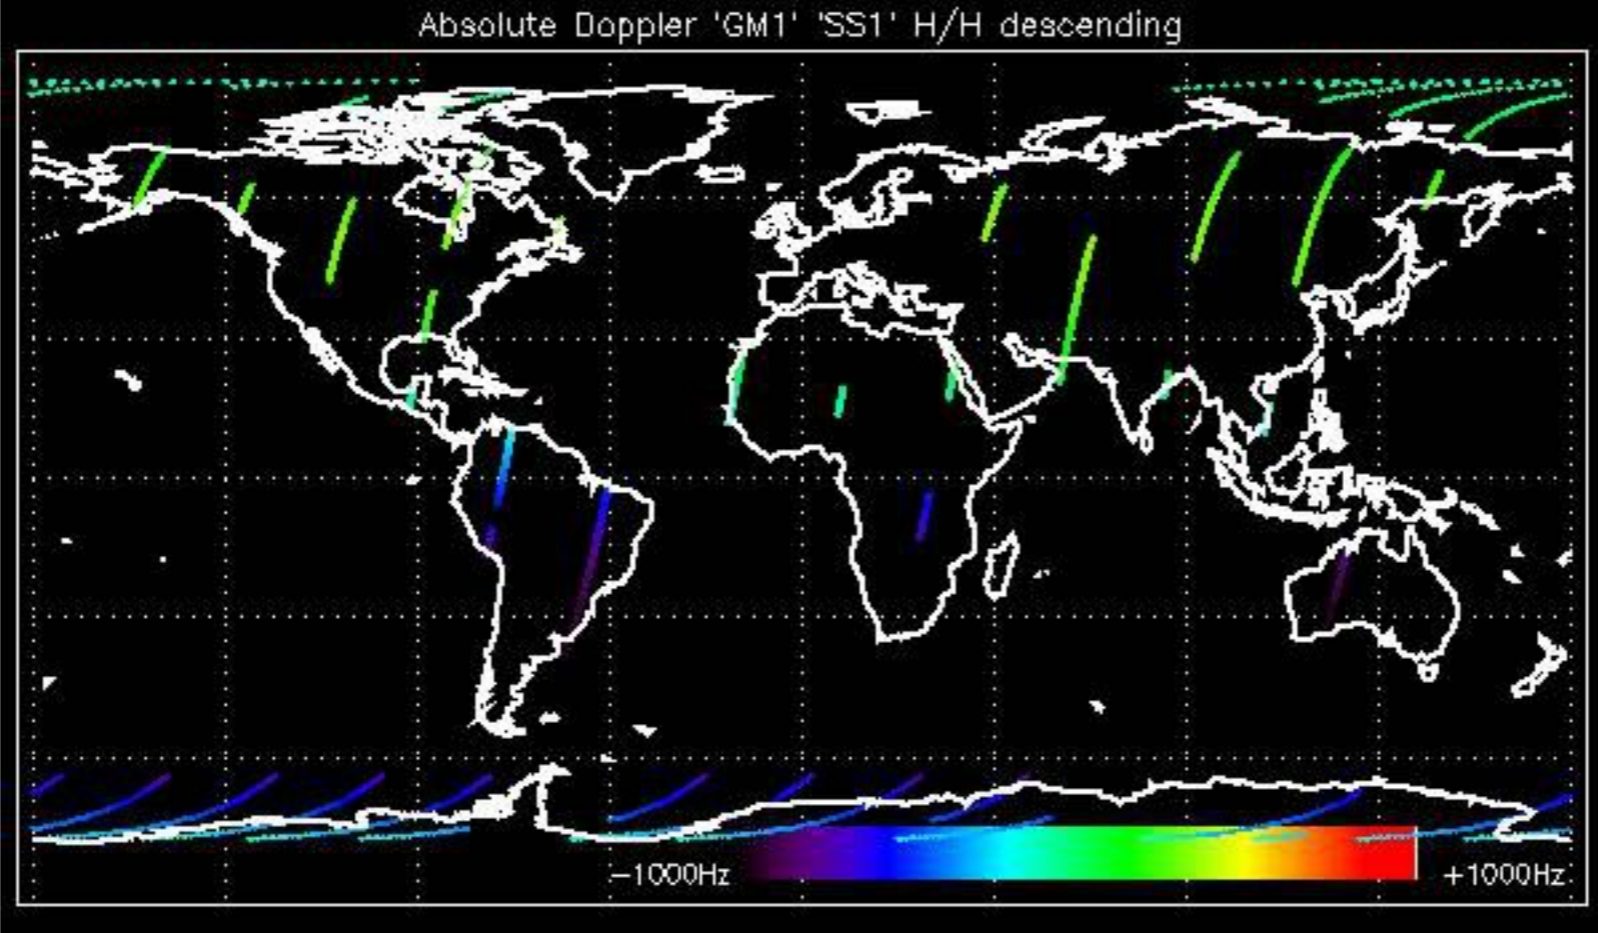 Absolute Doppler 'GM1' 'SS1' H/H descending
−1000Hz
+1000Hz